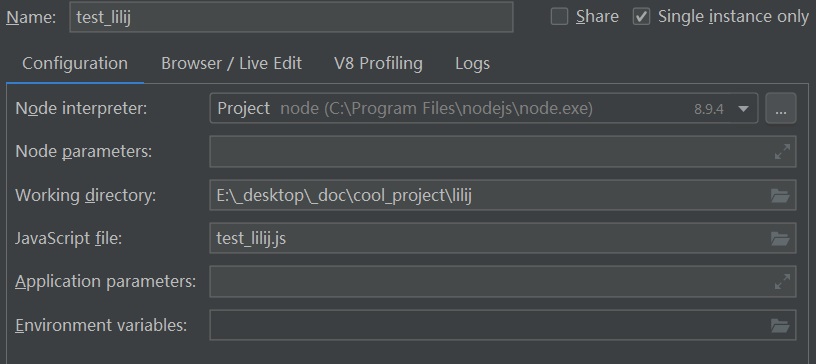 Name: test_lilij Share Single instance only
Configuration Browser / Live Edit V8 Profiling Logs
Node interpreter: Project node (C:\Program Files\nodejs\node.exe) 8.9.4 ...
Node parameters:
Working directory: E:\_desktop\_doc\cool_project\lilij
JavaScript file: test_lilij.js
Application parameters:
Environment variables: